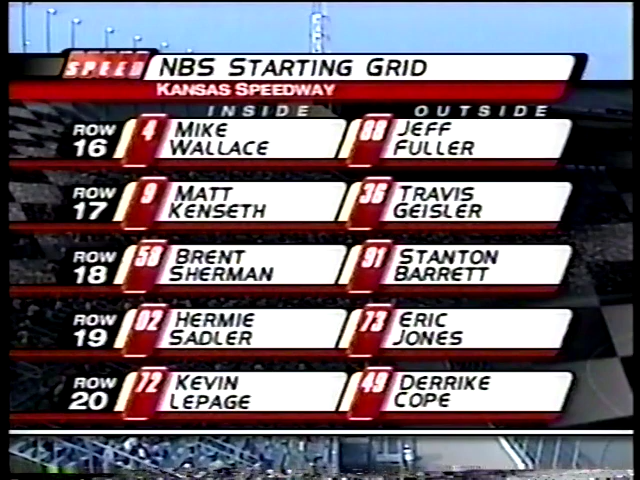 SPEED NBS STARTING GRID
KANSAS SPEEDWAY
INSIDE OUTSIDE
ROW 16 4 MIKE WALLACE 88 JEFF FULLER
ROW 17 9 MATT KENSETH 36 TRAVIS GEISLER
ROW 18 58 BRENT SHERMAN 91 STANTON BARRETT
ROW 19 02 HERMIE SADLER 73 ERIC JONES
ROW 20 72 KEVIN LEPAGE 49 DERRIKE COPE